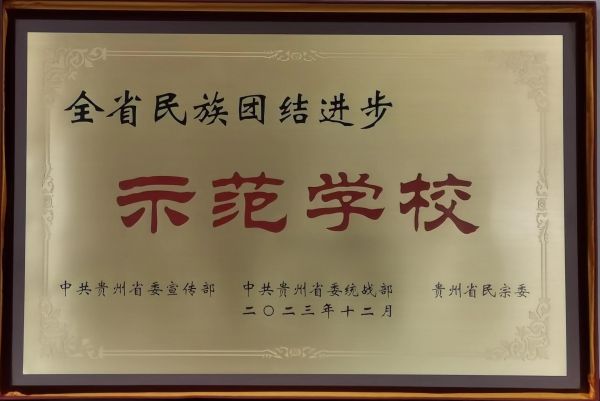 全省民族团结进步
示范学校
中共贵州省委宣传部 中共贵州省委统战部 贵州省民宗委
二〇二三年十二月